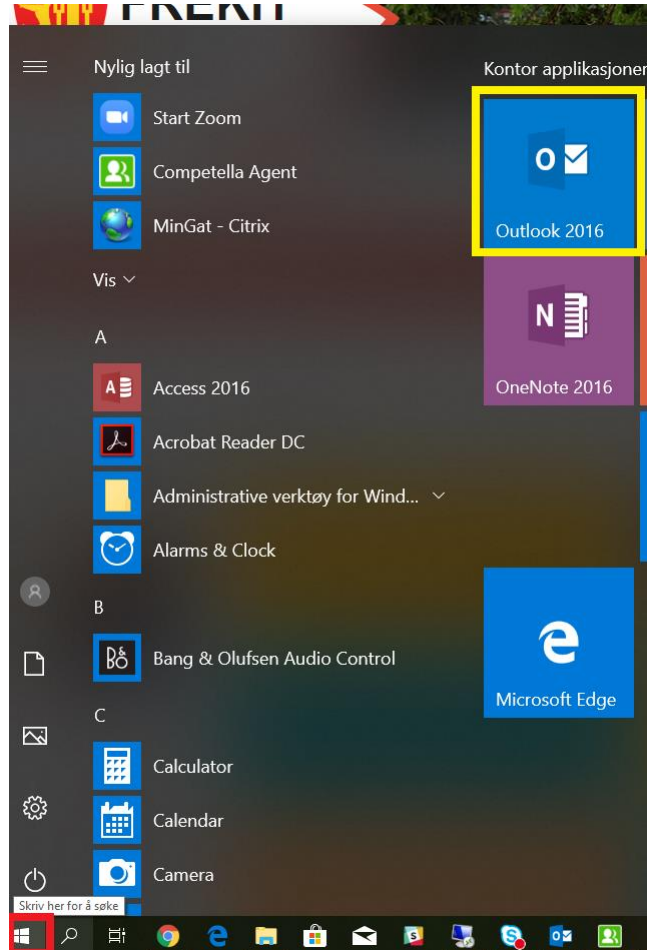 Nylig lagt til
Start Zoom
Competella Agent
MinGat - Citrix
Vis
A
Access 2016
Acrobat Reader DC
Administrative verktøy for Wind...
Alarms & Clock
B
Bang & Olufsen Audio Control
C
Calculator
Calendar
Camera
Kontor applikasjoner
Outlook 2016
OneNote 2016
Microsoft Edge
Skriv her for å søke